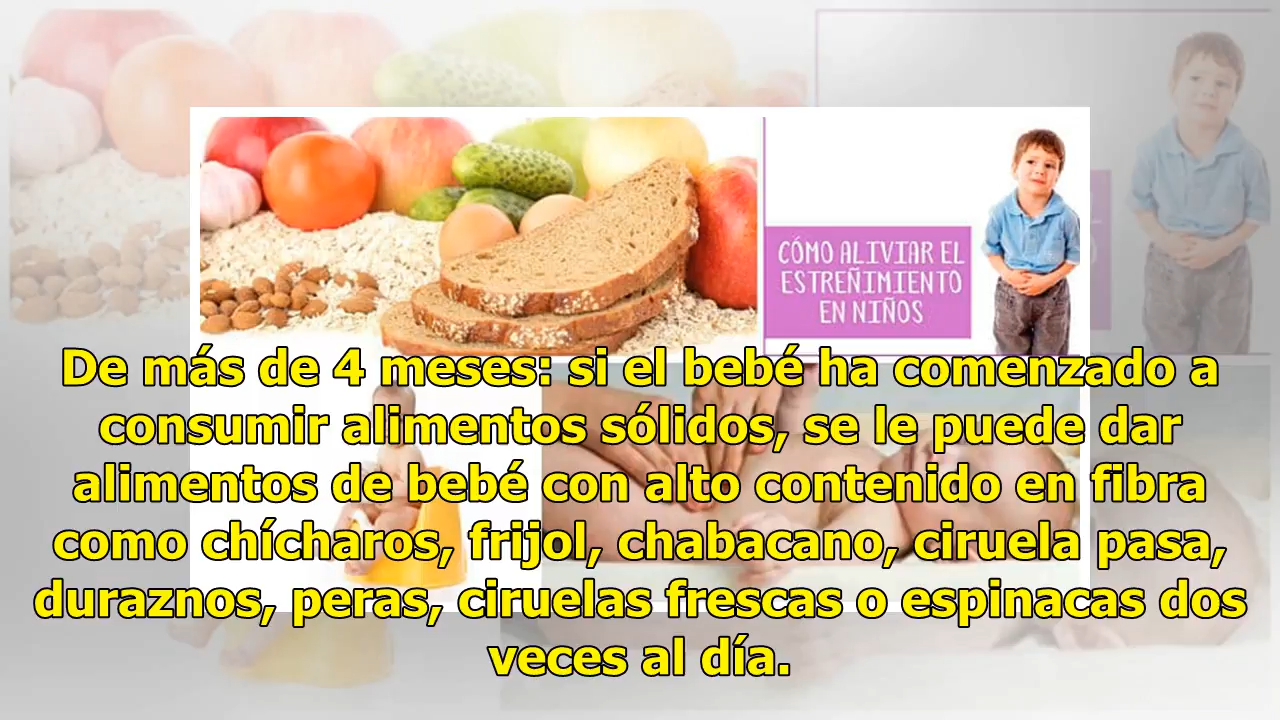 CÓMO ALIVIAR EL
ESTREÑIMIENTO
EN NIÑOS
De más de 4 meses: si el bebé ha comenzado a
consumir alimentos sólidos, se le puede dar
alimentos de bebé con alto contenido en fibra
como chícharos, frijol, chabacano, ciruela pasa,
duraznos, peras, ciruelas frescas o espinacas dos
veces al día.